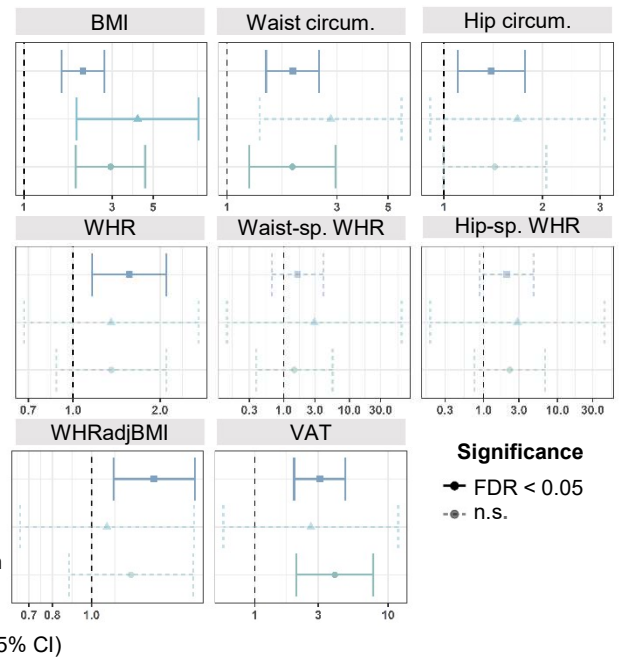 BMI Waist circum. Hip circum.
1 3 5 1 3 5 1 2 3
WHR Waist-sp. WHR Hip-sp. WHR
0.7 1.0 2.0 0.3 1.0 3.0 10.0 30.0 0.3 1.0 3.0 10.0 30.0
WHRadjBMI VAT
Significance
FDR < 0.05
n.s.
0.7 0.8 1.0 1 3 10
5% CI)